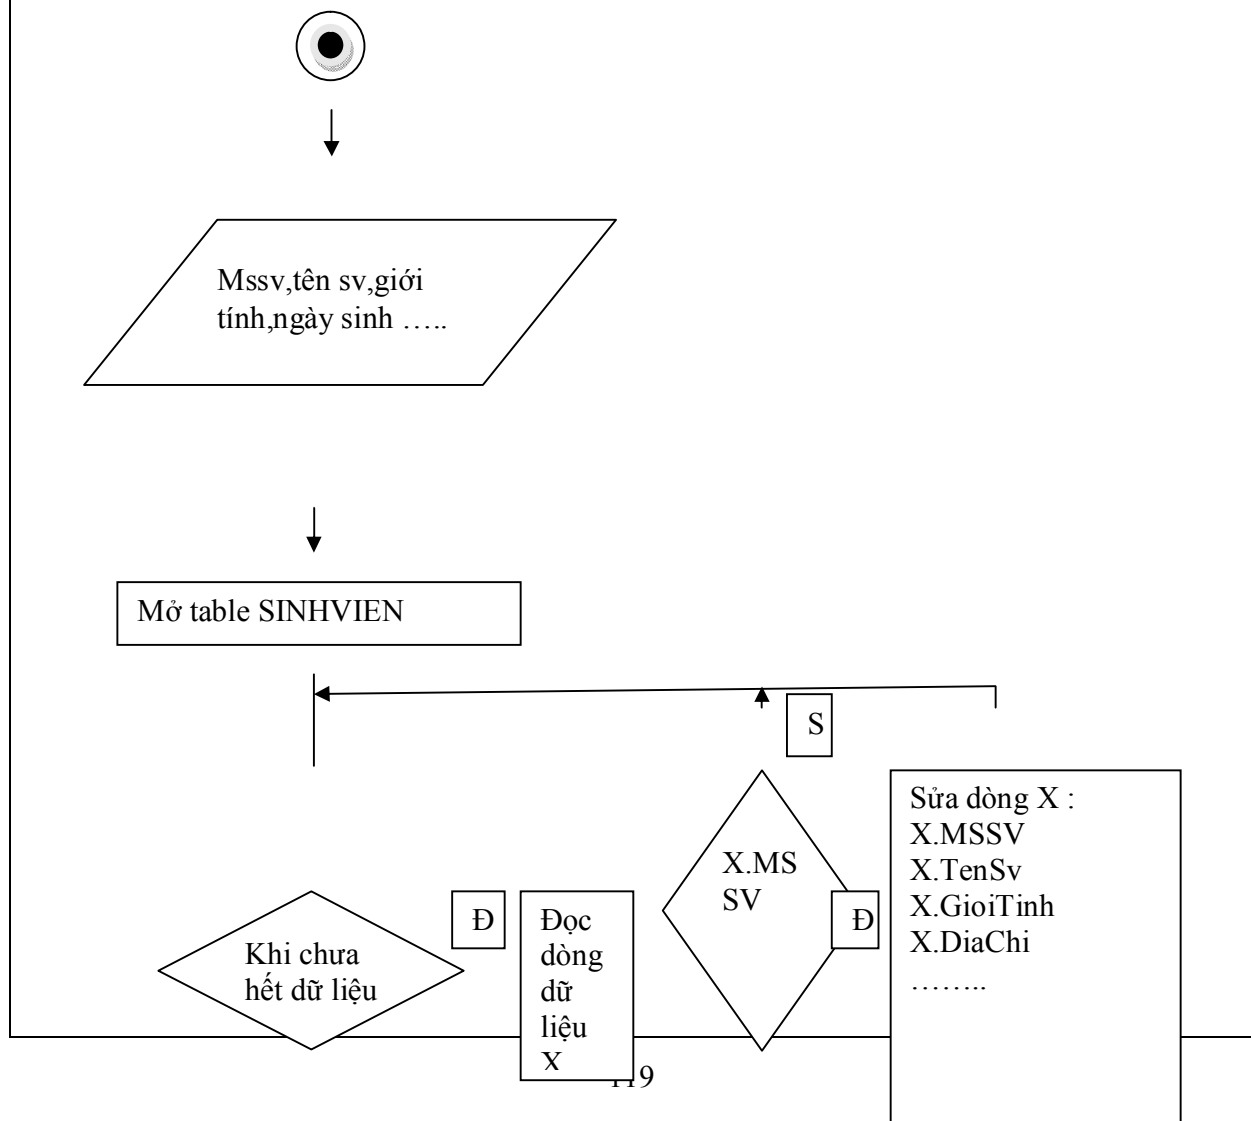 Mssv,tên sv,giới
tính,ngày sinh …..
Mở table SINHVIEN
S
X.MS
SV
Sửa dòng X :
X.MSSV
X.TenSv
X.GioiTinh
X.DiaChi
……..
Đ
Đ
Đọc
dòng
dữ
liệu
X
Khi chưa
hết dữ liệu
119